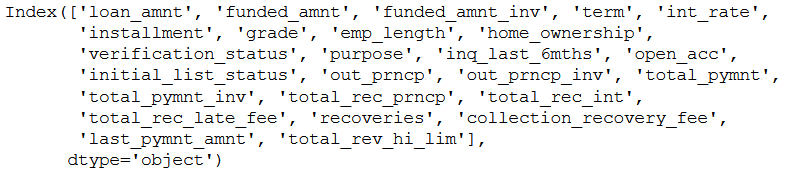 Index(['loan_amnt', 'funded_amnt', 'funded_amnt_inv', 'term', 'int_rate',
'installment', 'grade', 'emp_length', 'home_ownership',
'verification_status', 'purpose', 'inq_last_6mths', 'open_acc',
'initial_list_status', 'out_prncp', 'out_prncp_inv', 'total_pymnt',
'total_pymnt_inv', 'total_rec_prncp', 'total_rec_int',
'total_rec_late_fee', 'recoveries', 'collection_recovery_fee',
'last_pymnt_amnt', 'total_rev_hi_lim'],
dtype='object')